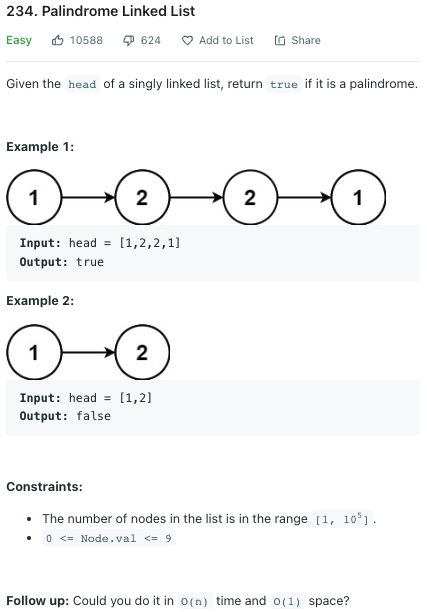 234. Palindrome Linked List
Easy 10588 624 Add to List Share
Given the head of a singly linked list, return true if it is a palindrome.
Example 1:
1 2 2 1
Input: head = [1,2,2,1]
Output: true
Example 2:
1 2
Input: head = [1,2]
Output: false
Constraints:
• The number of nodes in the list is in the range [1, 10⁵].
• 0 <= Node.val <= 9
Follow up: Could you do it in O(n) time and O(1) space?